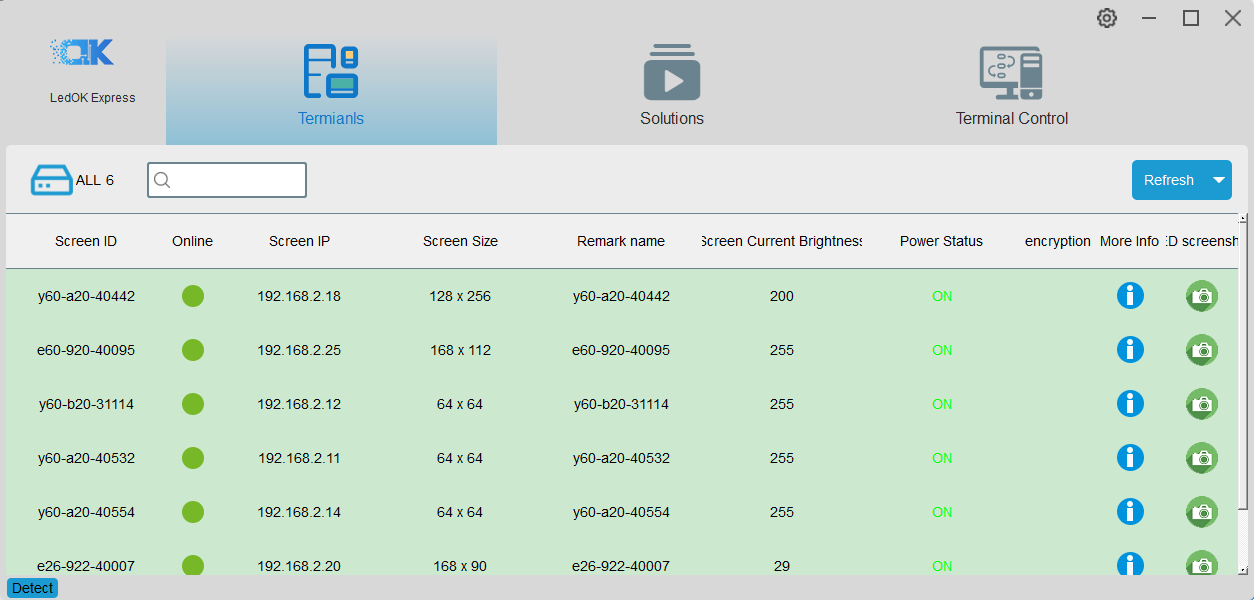 LedOK Express
Termianls
Solutions
Terminal Control
ALL 6
Refresh
Screen ID Online Screen IP Screen Size Remark name Screen Current Brightness Power Status encryption More Info ED screensh
y60-a20-40442 192.168.2.18 128 x 256 y60-a20-40442 200 ON
e60-920-40095 192.168.2.25 168 x 112 e60-920-40095 255 ON
y60-b20-31114 192.168.2.12 64 x 64 y60-b20-31114 255 ON
y60-a20-40532 192.168.2.11 64 x 64 y60-a20-40532 255 ON
y60-a20-40554 192.168.2.14 64 x 64 y60-a20-40554 255 ON
e26-922-40007 192.168.2.20 168 x 90 e26-922-40007 29 ON
Detect